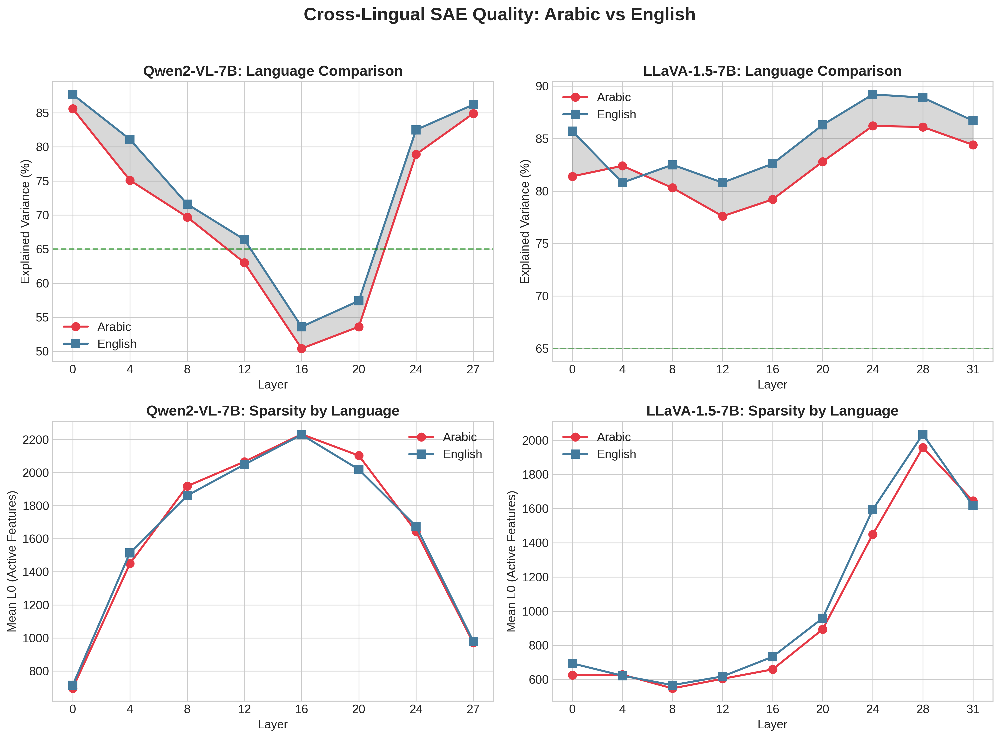 Cross-Lingual SAE Quality: Arabic vs English
Qwen2-VL-7B: Language Comparison
Explained Variance (%)
85
80
75
70
65
60
55
50
Arabic
English
0 4 8 12 16 20 24 27
Layer
LLaVA-1.5-7B: Language Comparison
Explained Variance (%)
90
85
80
75
70
65
Arabic
English
0 4 8 12 16 20 24 28 31
Layer
Qwen2-VL-7B: Sparsity by Language
Mean L0 (Active Features)
2200
2000
1800
1600
1400
1200
1000
800
Arabic
English
0 4 8 12 16 20 24 27
Layer
LLaVA-1.5-7B: Sparsity by Language
Mean L0 (Active Features)
2000
1800
1600
1400
1200
1000
800
600
Arabic
English
0 4 8 12 16 20 24 28 31
Layer